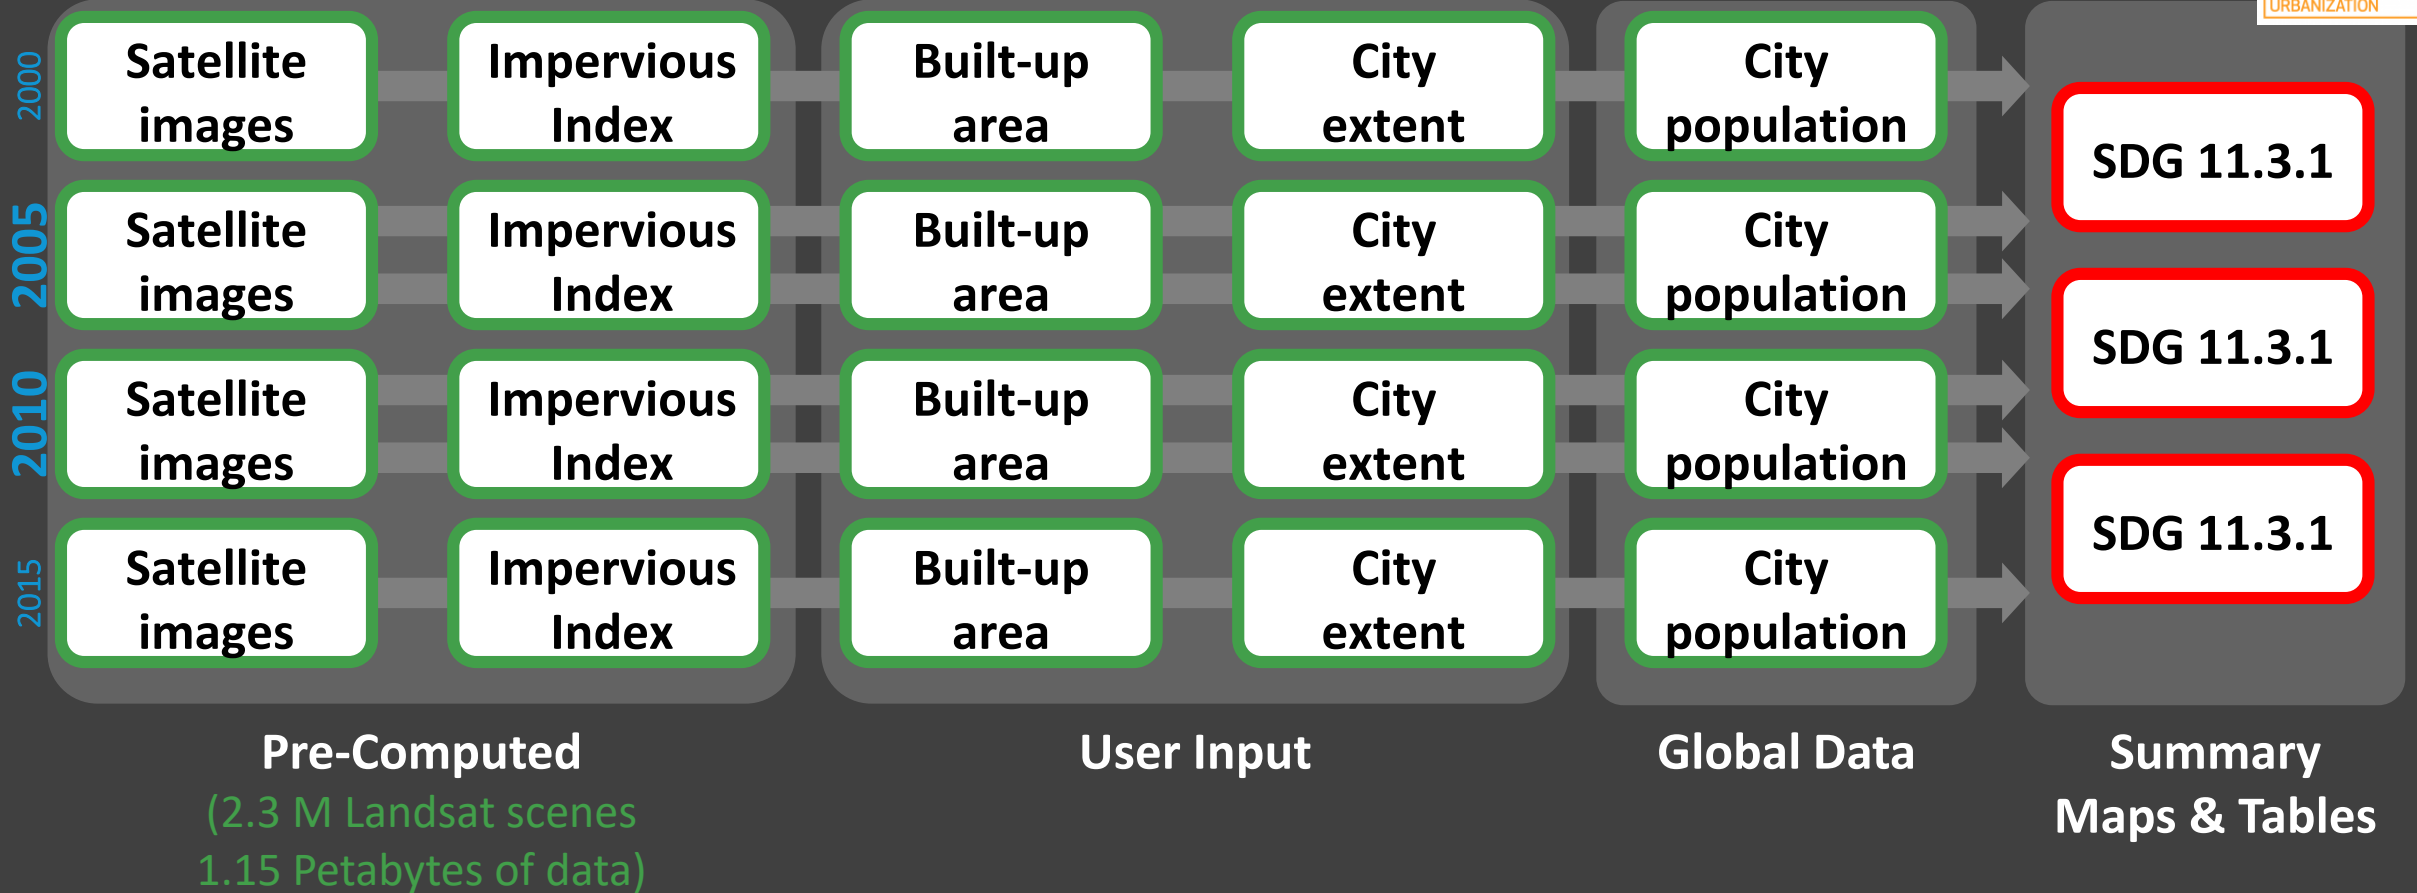 URBANIZATION
2000
Satellite
images
Impervious
Index
Built-up
area
City
extent
City
population
SDG 11.3.1
2005
Satellite
images
Impervious
Index
Built-up
area
City
extent
City
population
SDG 11.3.1
2010
Satellite
images
Impervious
Index
Built-up
area
City
extent
City
population
SDG 11.3.1
2015
Satellite
images
Impervious
Index
Built-up
area
City
extent
City
population
Pre-Computed
(2.3 M Landsat scenes
1.15 Petabytes of data)
User Input
Global Data
Summary
Maps & Tables